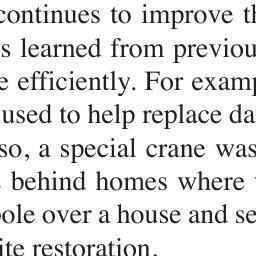 continues to improve th
s learned from previou
e efficiently. For examp
used to help replace da
so, a special crane was
behind homes where
pole over a house and se
ite restoration.